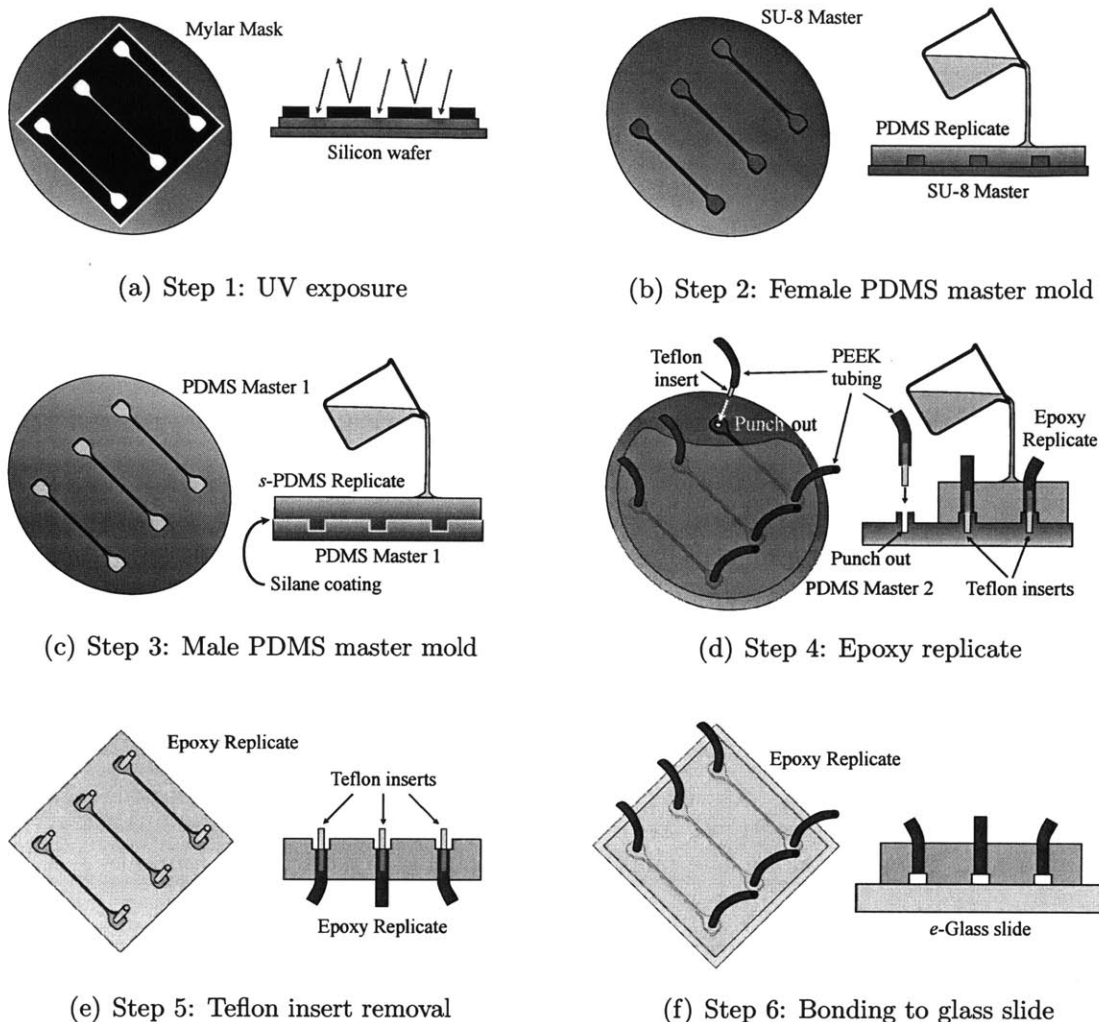 Mylar Mask
Silicon wafer
(a) Step 1: UV exposure
SU-8 Master
PDMS Replicate
SU-8 Master
(b) Step 2: Female PDMS master mold
PDMS Master 1
s-PDMS Replicate
PDMS Master 1
Silane coating
(c) Step 3: Male PDMS master mold
Teflon
insert
PEEK
tubing
Punch out
Epoxy
Replicate
Punch out
PDMS Master 2
Teflon inserts
(d) Step 4: Epoxy replicate
Epoxy Replicate
Teflon inserts
Epoxy Replicate
(e) Step 5: Teflon insert removal
Epoxy Replicate
e-Glass slide
(f) Step 6: Bonding to glass slide